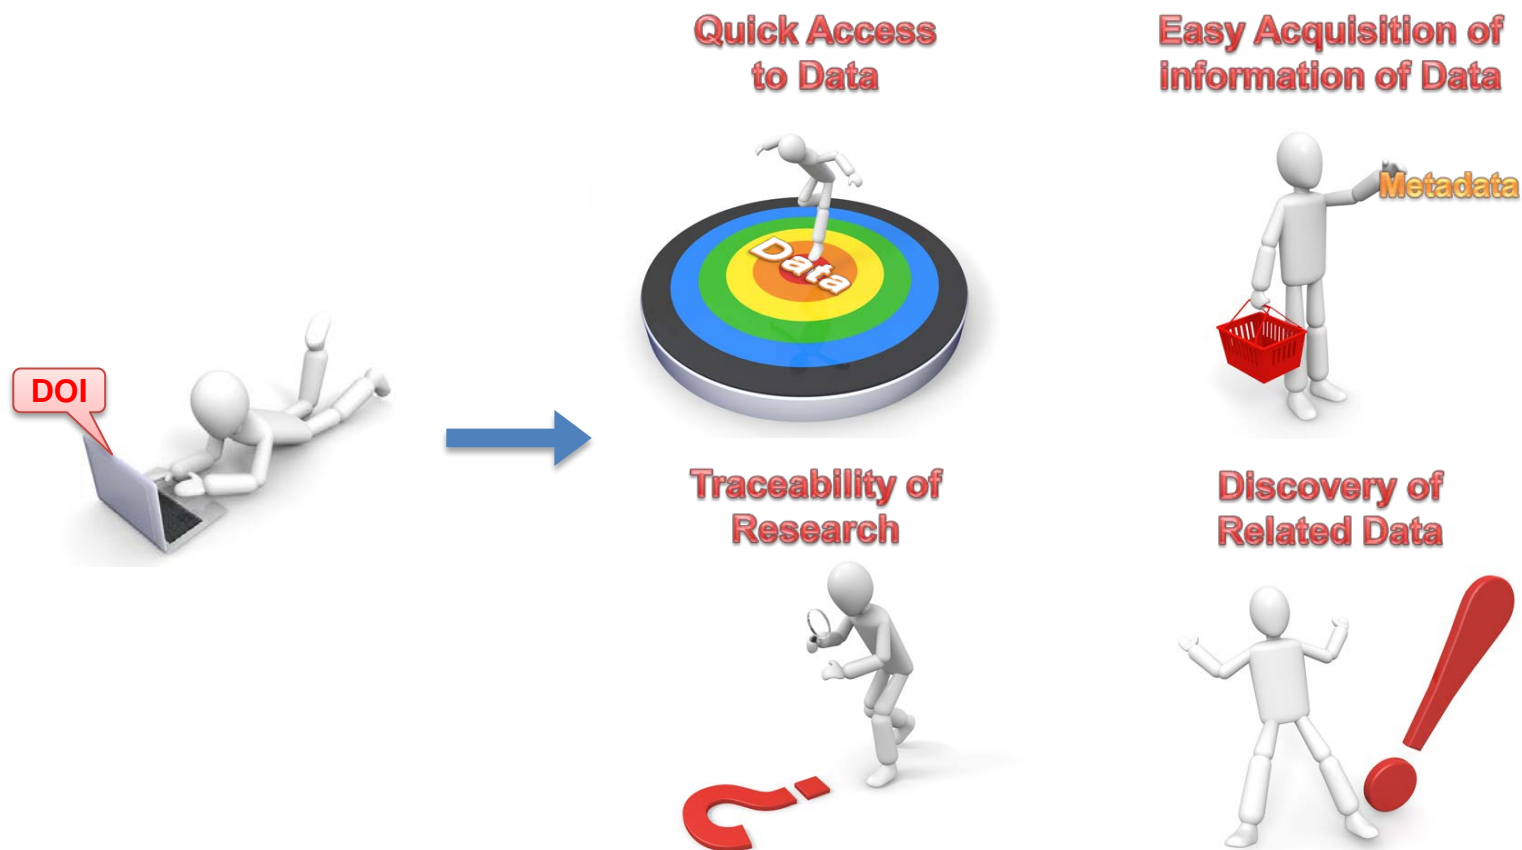 Quick Access
to Data
Easy Acquisition of
information of Data
Data
Metadata
DOI
Traceability of
Research
Discovery of
Related Data